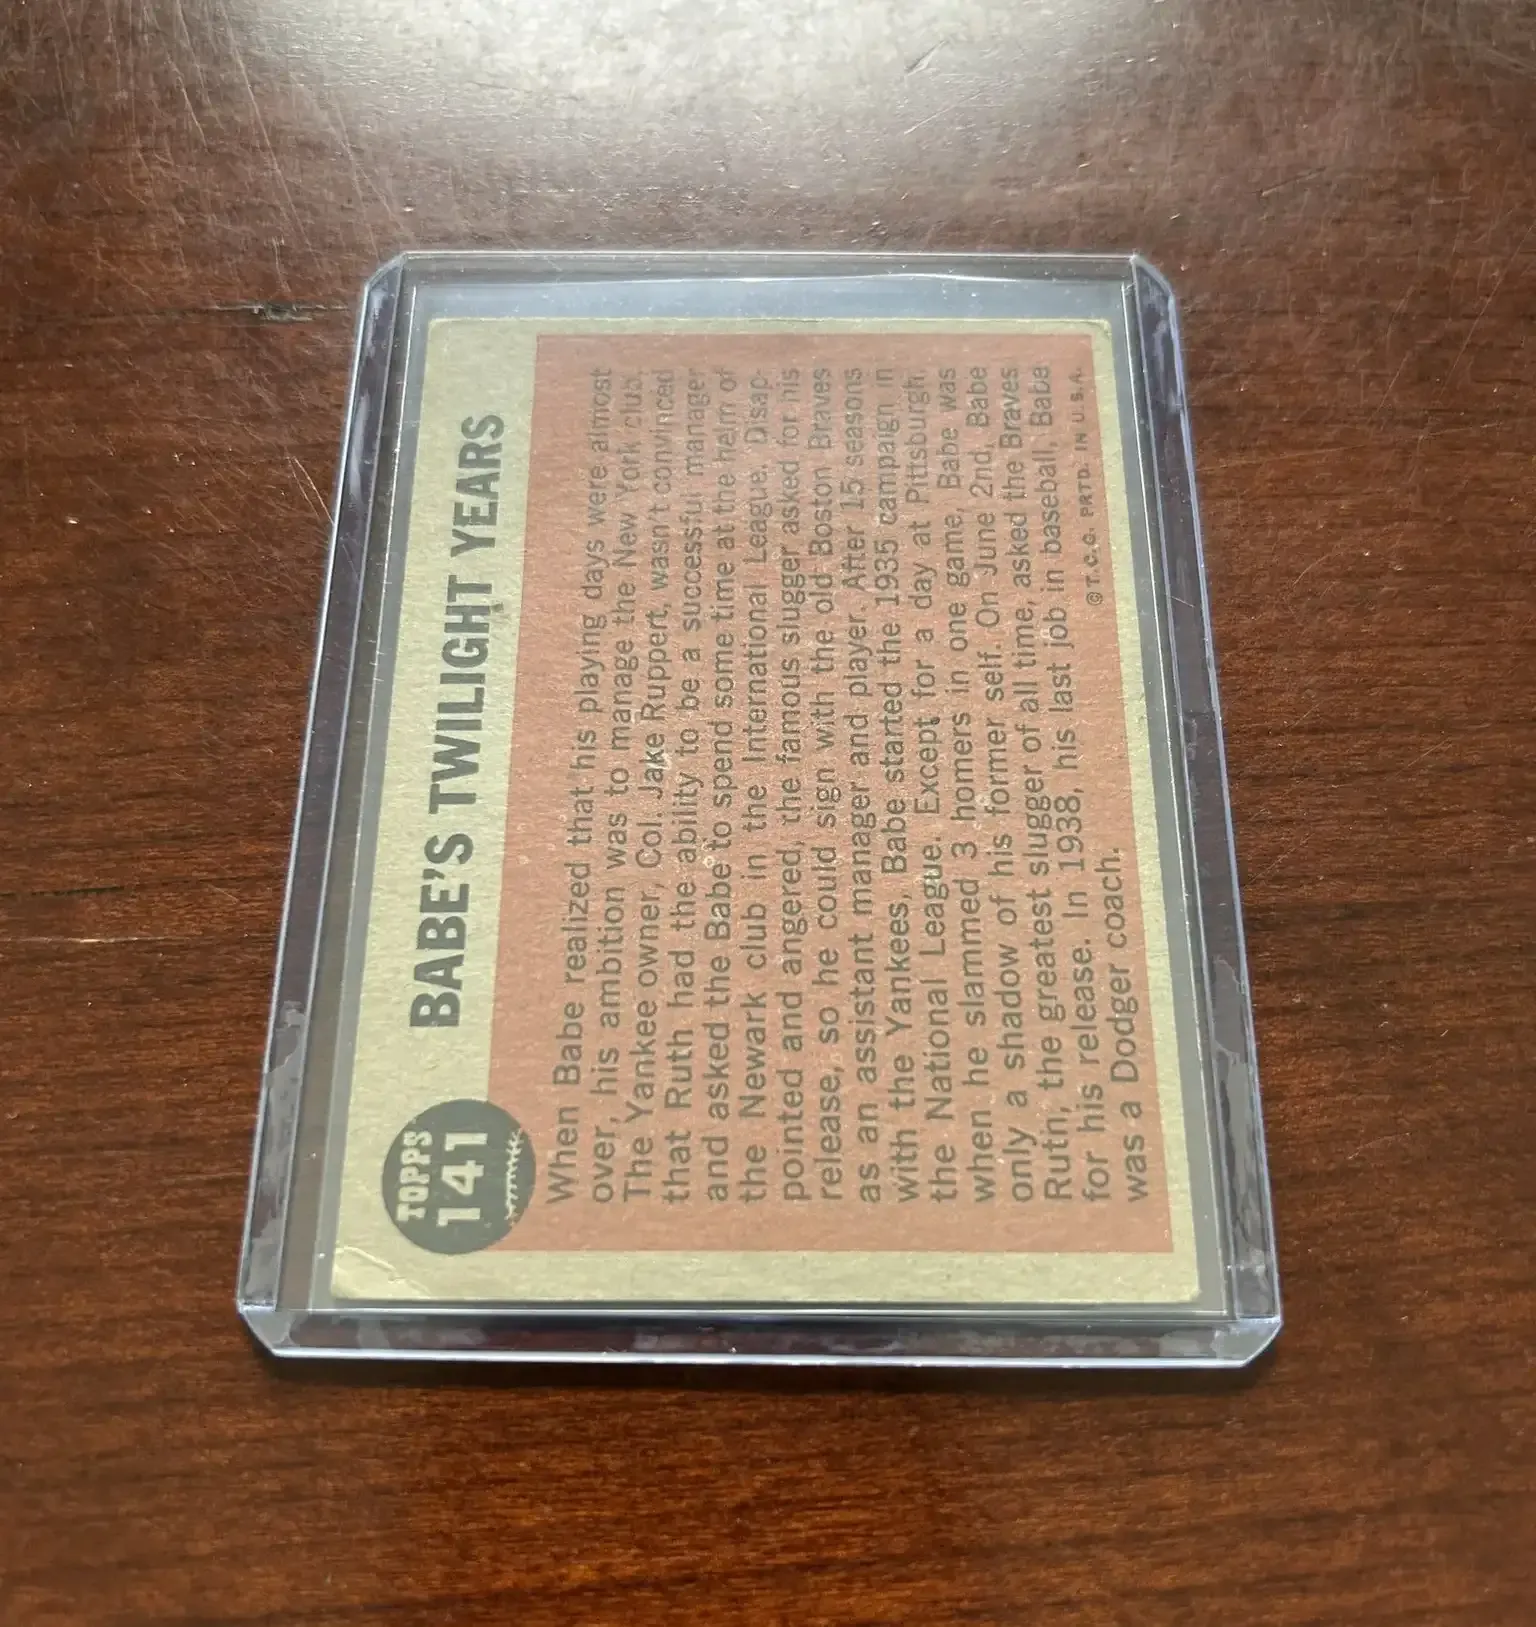 TOPPS
141
BABE'S TWILIGHT YEARS
When Babe realized that his playing days were almost
over, his ambition was to manage the New York club.
The Yankee owner, Col. Jake Ruppert, wasn't convinced
that Ruth had the ability to be a successful manager
and asked the Babe to spend some time at the helm of
the Newark club in the International League. Disap-
pointed and angered, the famous slugger asked for his
release, so he could sign with the old Boston Braves
as an assistant manager and player. After 15 seasons
with the Yankees, Babe started the 1935 campaign in
the National League. Except for a day at Pittsburgh,
when he slammed 3 homers in one game, Babe was
only a shadow of his former self. On June 2nd, Babe
Ruth, the greatest slugger of all time, asked the Braves
for his release. In 1938, his last job in baseball, Babe
was a Dodger coach.
© T.C.G. PRTD. IN U.S.A.